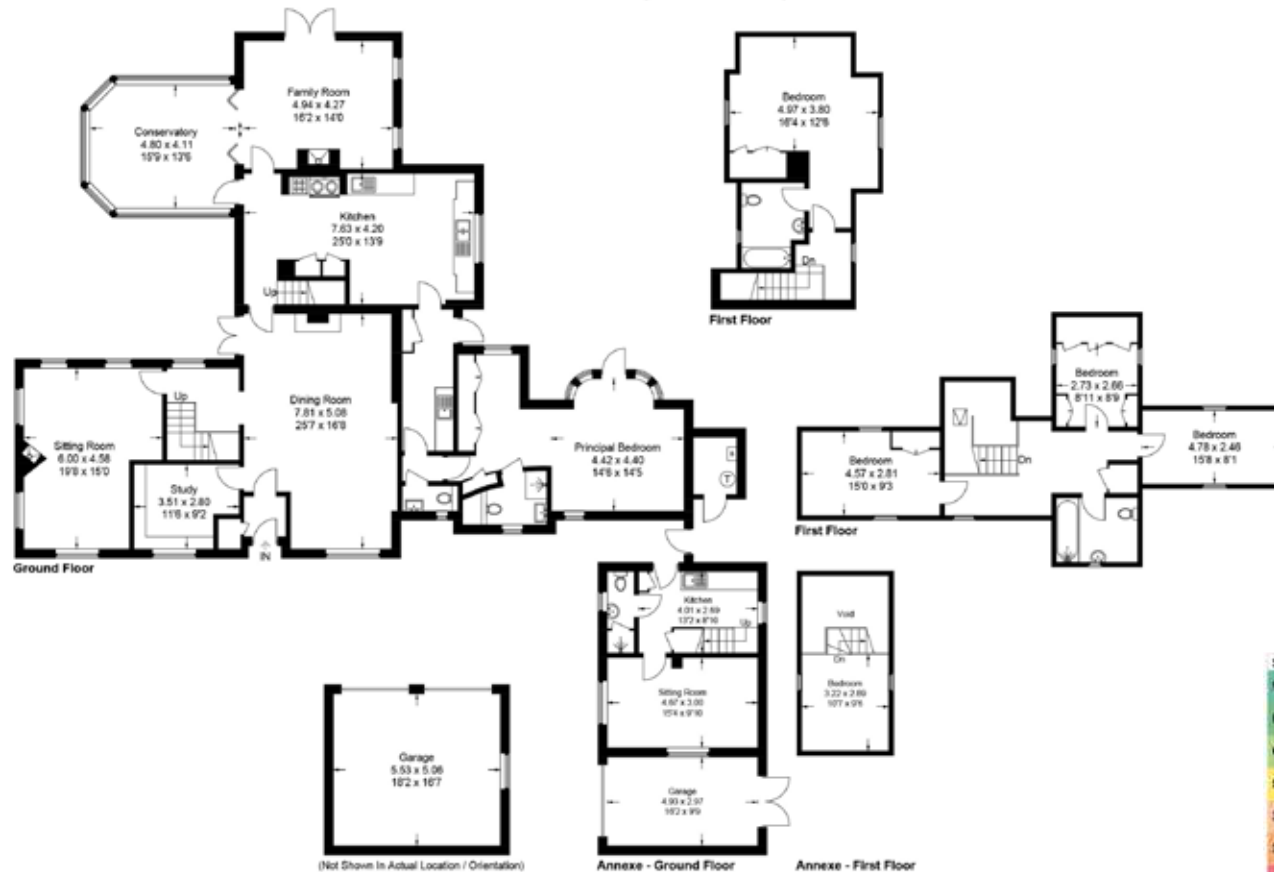 Family Room
4.94 x 4.27
16'2 x 14'0
Conservatory
4.80 x 4.11
15'9 x 13'6
Kitchen
7.63 x 4.20
25'0 x 13'9
Up
Dining Room
7.81 x 5.08
25'7 x 16'8
Up
Sitting Room
6.00 x 4.58
19'8 x 15'0
Study
3.51 x 2.80
11'6 x 9'2
IN
Ground Floor
Principal Bedroom
4.42 x 4.40
14'6 x 14'5
T
Bedroom
4.97 x 3.80
16'4 x 12'6
Dn
First Floor
Bedroom
2.73 x 2.66
8'11 x 8'9
Bedroom
4.78 x 2.46
15'8 x 8'1
Bedroom
4.57 x 2.81
15'0 x 9'3
Dn
First Floor
Kitchen
4.01 x 2.69
13'2 x 8'10
Up
Sitting Room
4.67 x 3.00
15'4 x 9'10
Garage
4.93 x 2.97
16'2 x 9'9
Annexe - Ground Floor
Void
Dn
Bedroom
3.22 x 2.89
10'7 x 9'6
Annexe - First Floor
Garage
5.53 x 5.06
18'2 x 16'7
(Not Shown In Actual Location / Orientation)